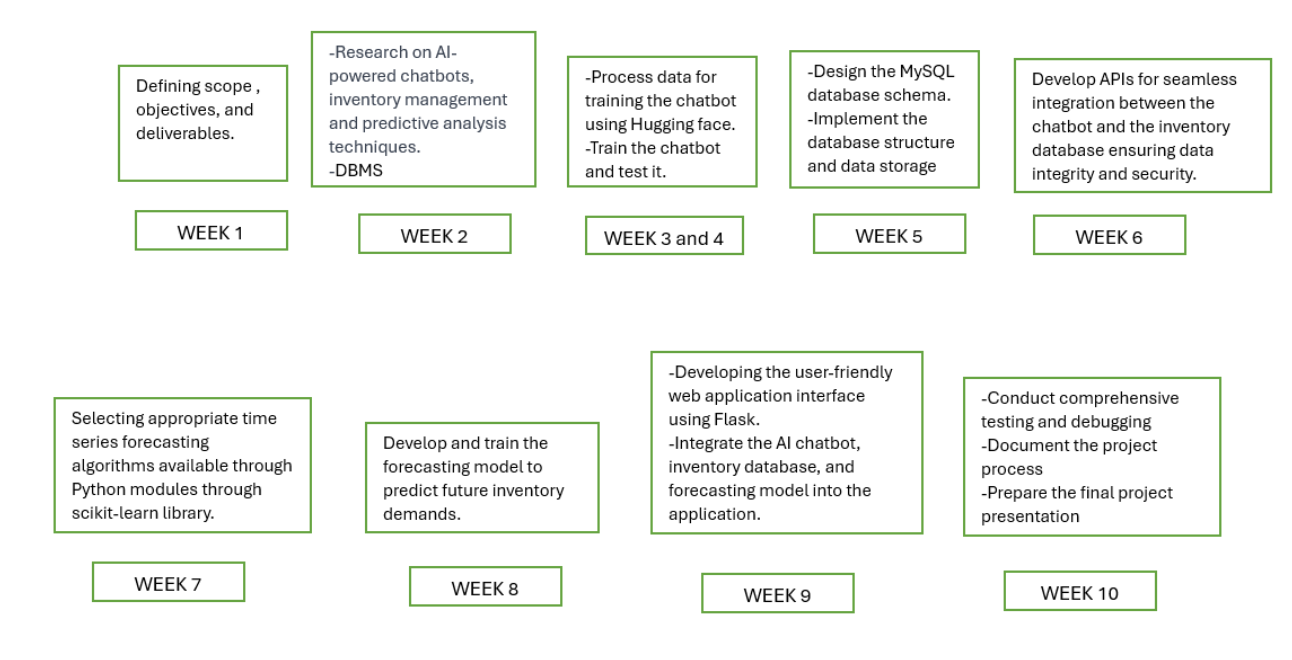 Defining scope ,
objectives, and
deliverables.
WEEK 1
-Research on AI-
powered chatbots,
inventory management
and predictive analysis
techniques.
-DBMS
WEEK 2
-Process data for
training the chatbot
using Hugging face.
-Train the chatbot
and test it.
WEEK 3 and 4
-Design the MySQL
database schema.
-Implement the
database structure
and data storage
WEEK 5
Develop APIs for seamless
integration between the
chatbot and the inventory
database ensuring data
integrity and security.
WEEK 6
Selecting appropriate time
series forecasting
algorithms available through
Python modules through
scikit-learn library.
WEEK 7
Develop and train the
forecasting model to
predict future inventory
demands.
WEEK 8
-Developing the user-friendly
web application interface
using Flask.
-Integrate the AI chatbot,
inventory database, and
forecasting model into the
application.
WEEK 9
-Conduct comprehensive
testing and debugging
-Document the project
process
-Prepare the final project
presentation
WEEK 10